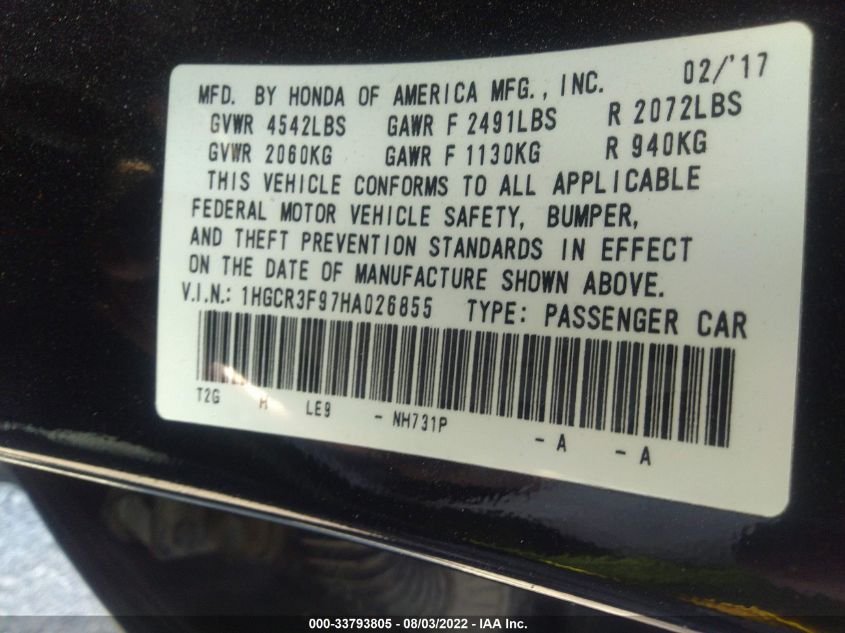 MFD. BY HONDA OF AMERICA MFG., INC. 02/'17
GVWR 4542LBS GAWR F 2491LBS R 2072LBS
GVWR 2060KG GAWR F 1130KG R 940KG
THIS VEHICLE CONFORMS TO ALL APPLICABLE
FEDERAL MOTOR VEHICLE SAFETY, BUMPER,
AND THEFT PREVENTION STANDARDS IN EFFECT
ON THE DATE OF MANUFACTURE SHOWN ABOVE.
V.I.N.: 1HGCR3F97HA026855 TYPE: PASSENGER CAR
T2G LE9 - NH731P - A - A
000-33793805 - 08/03/2022 - IAA Inc.